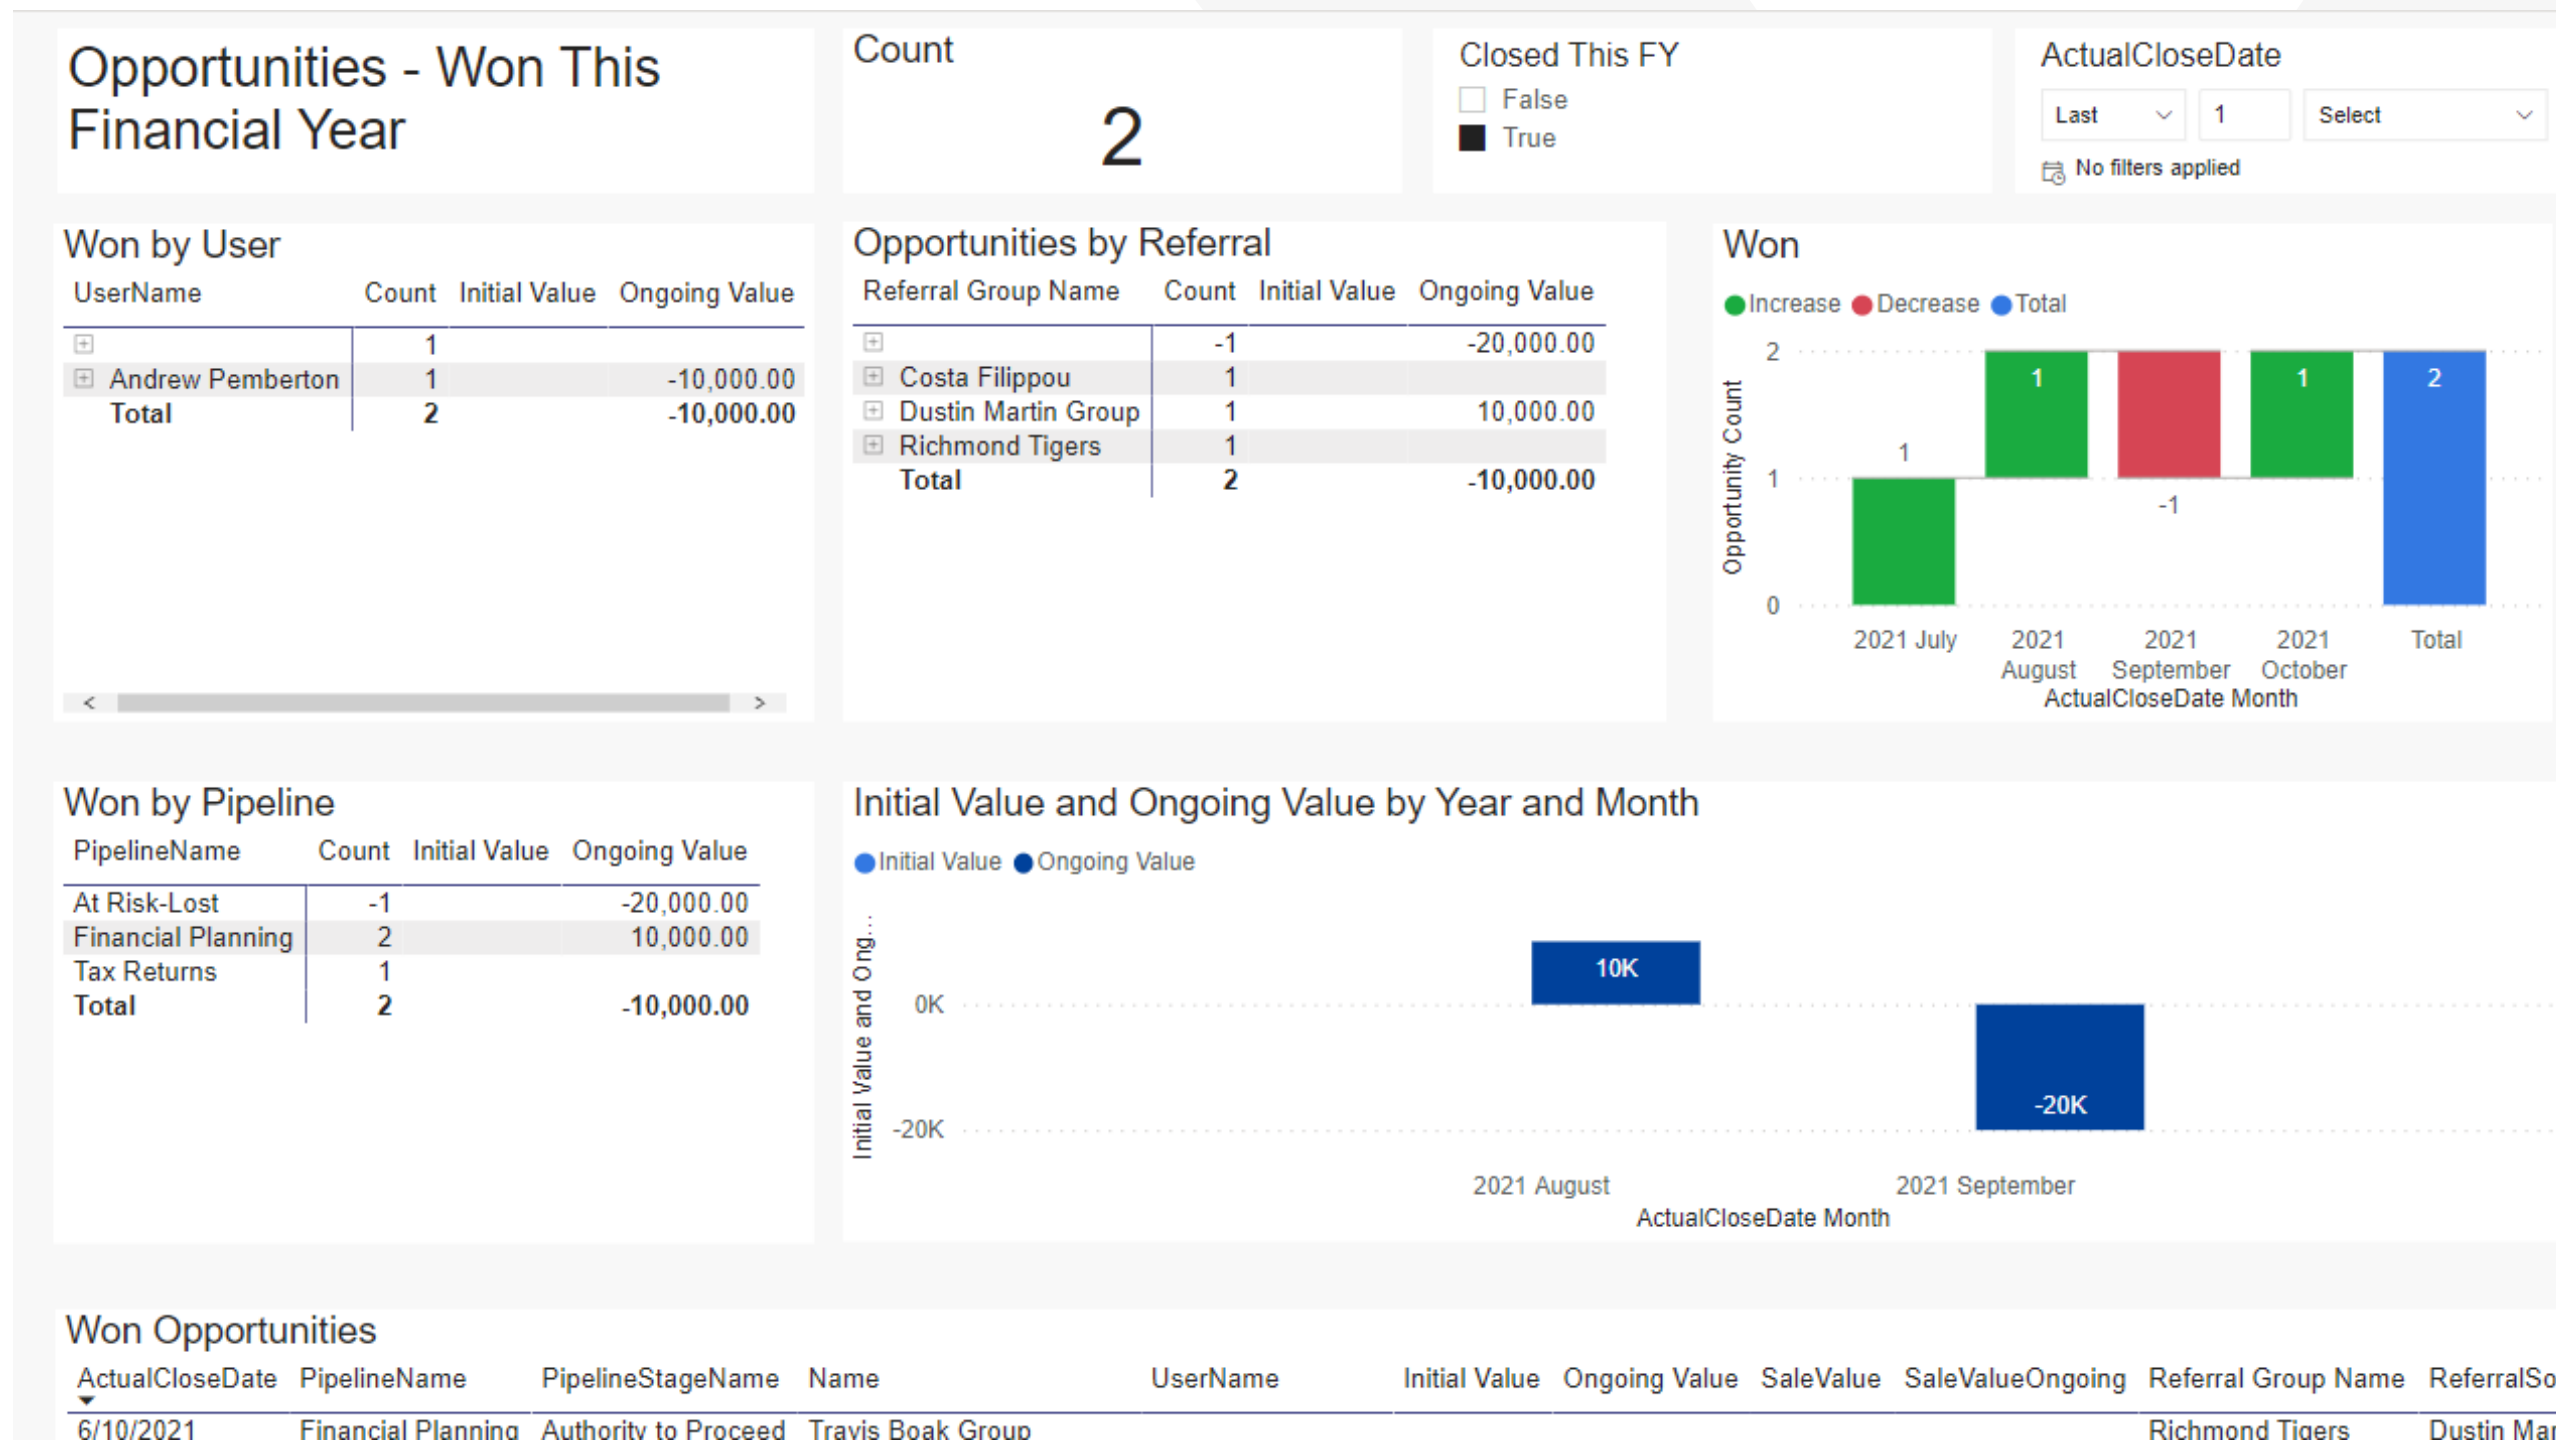 Opportunities - Won This
Financial Year
Count
2
Closed This FY
False
True
ActualCloseDate
Last 1 Select
No filters applied
Won by User
UserName Count Initial Value Ongoing Value
1
Andrew Pemberton 1 -10,000.00
Total 2 -10,000.00
Opportunities by Referral
Referral Group Name Count Initial Value Ongoing Value
-1 -20,000.00
Costa Filippou 1
Dustin Martin Group 1 10,000.00
Richmond Tigers 1
Total 2 -10,000.00
Won
Increase Decrease Total
Opportunity Count
2
1
0
1
1
-1
1
2
2021 July
2021 August
2021 September
2021 October
Total
ActualCloseDate Month
Won by Pipeline
PipelineName Count Initial Value Ongoing Value
At Risk-Lost -1 -20,000.00
Financial Planning 2 10,000.00
Tax Returns 1
Total 2 -10,000.00
Initial Value and Ongoing Value by Year and Month
Initial Value Ongoing Value
Initial Value and Ong...
0K
-20K
10K
-20K
2021 August 2021 September
ActualCloseDate Month
Won Opportunities
ActualCloseDate PipelineName PipelineStageName Name UserName Initial Value Ongoing Value SaleValue SaleValueOngoing Referral Group Name ReferralSo
6/10/2021 Financial Planning Authority to Proceed Travis Boak Group Richmond Tigers Dustin Mar